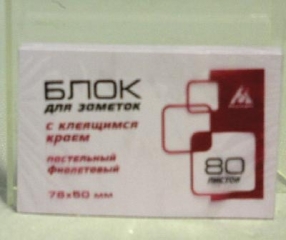 БЛОК
ДЛЯ ЗАМЕТОК
с клеящимся
краем
пастельный
фиолетовый
76х50 мм
80
листов